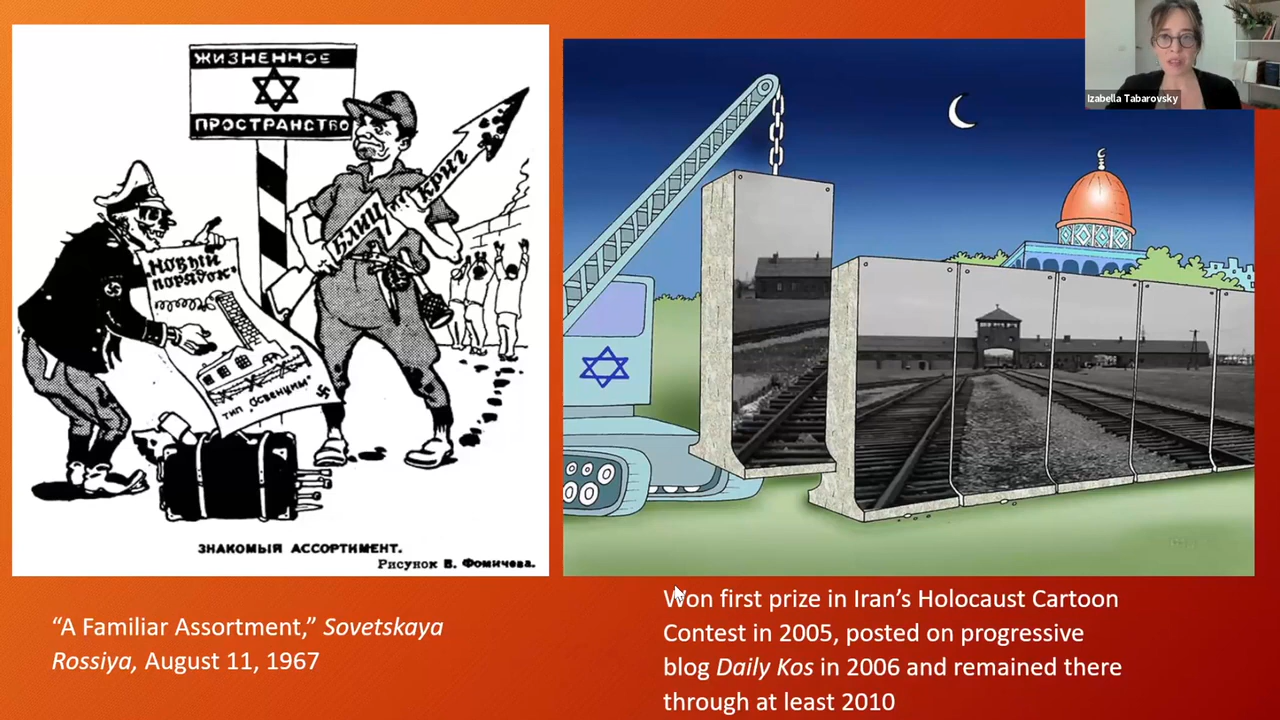 ЖИЗНЕННОЕ
ПРОСТРАНСТВО
БЛИЦ КРИГ
"НОВЫЙ
ПОРЯДОК"
ТИП "ОСВЕНЦИМ"
ЗНАКОМЫЙ АССОРТИМЕНТ.
Рисунок В. Фомичева.
Izabella Tabarovsky
"A Familiar Assortment," Sovetskaya
Rossiya, August 11, 1967
Won first prize in Iran's Holocaust Cartoon
Contest in 2005, posted on progressive
blog Daily Kos in 2006 and remained there
through at least 2010